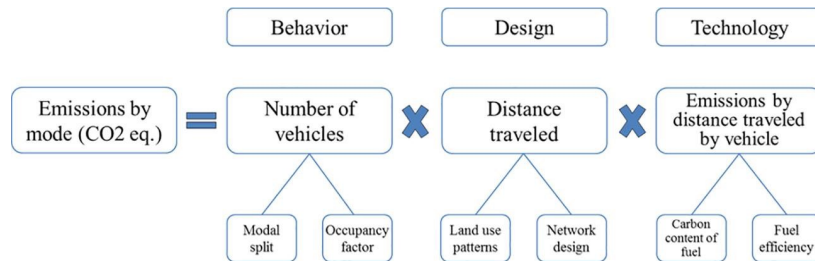 Behavior
Design
Technology
Emissions by
mode (CO2 eq.)
Number of
vehicles
Distance
traveled
Emissions by
distance traveled
by vehicle
Modal
split
Occupancy
factor
Land use
patterns
Network
design
Carbon
content of
fuel
Fuel
efficiency